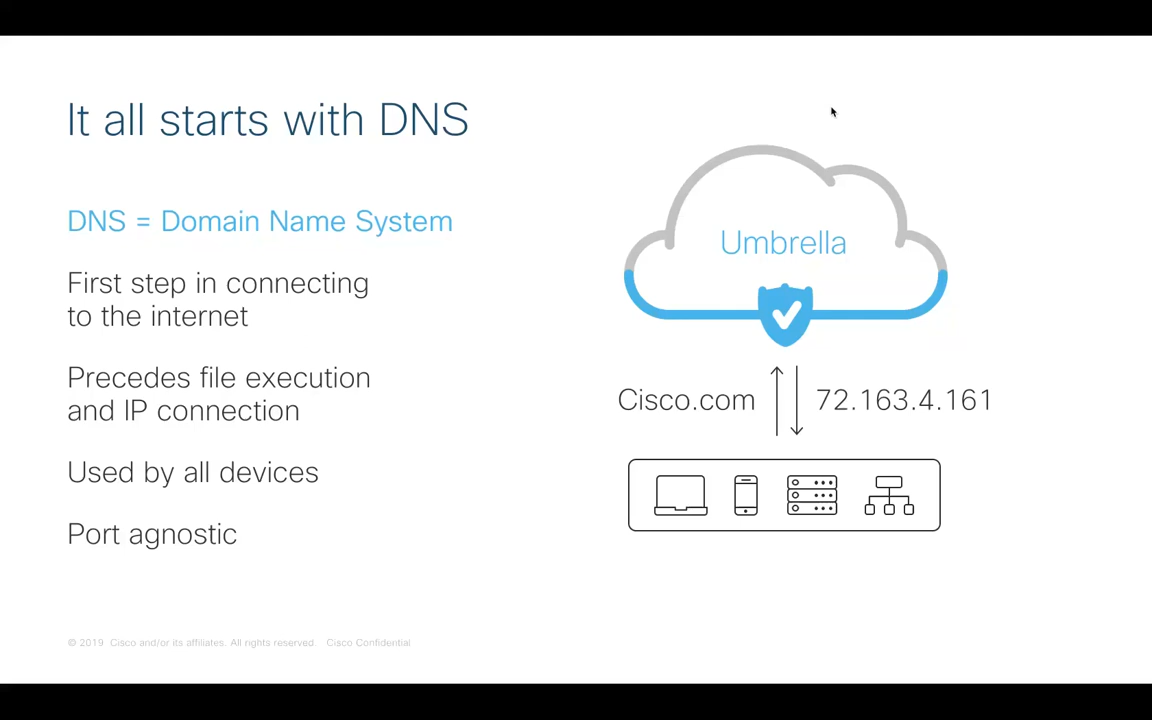 It all starts with DNS
DNS = Domain Name System
First step in connecting
to the internet
Precedes file execution
and IP connection
Used by all devices
Port agnostic
Umbrella
Cisco.com
72.163.4.161
© 2019 Cisco and/or its affiliates. All rights reserved. Cisco Confidential